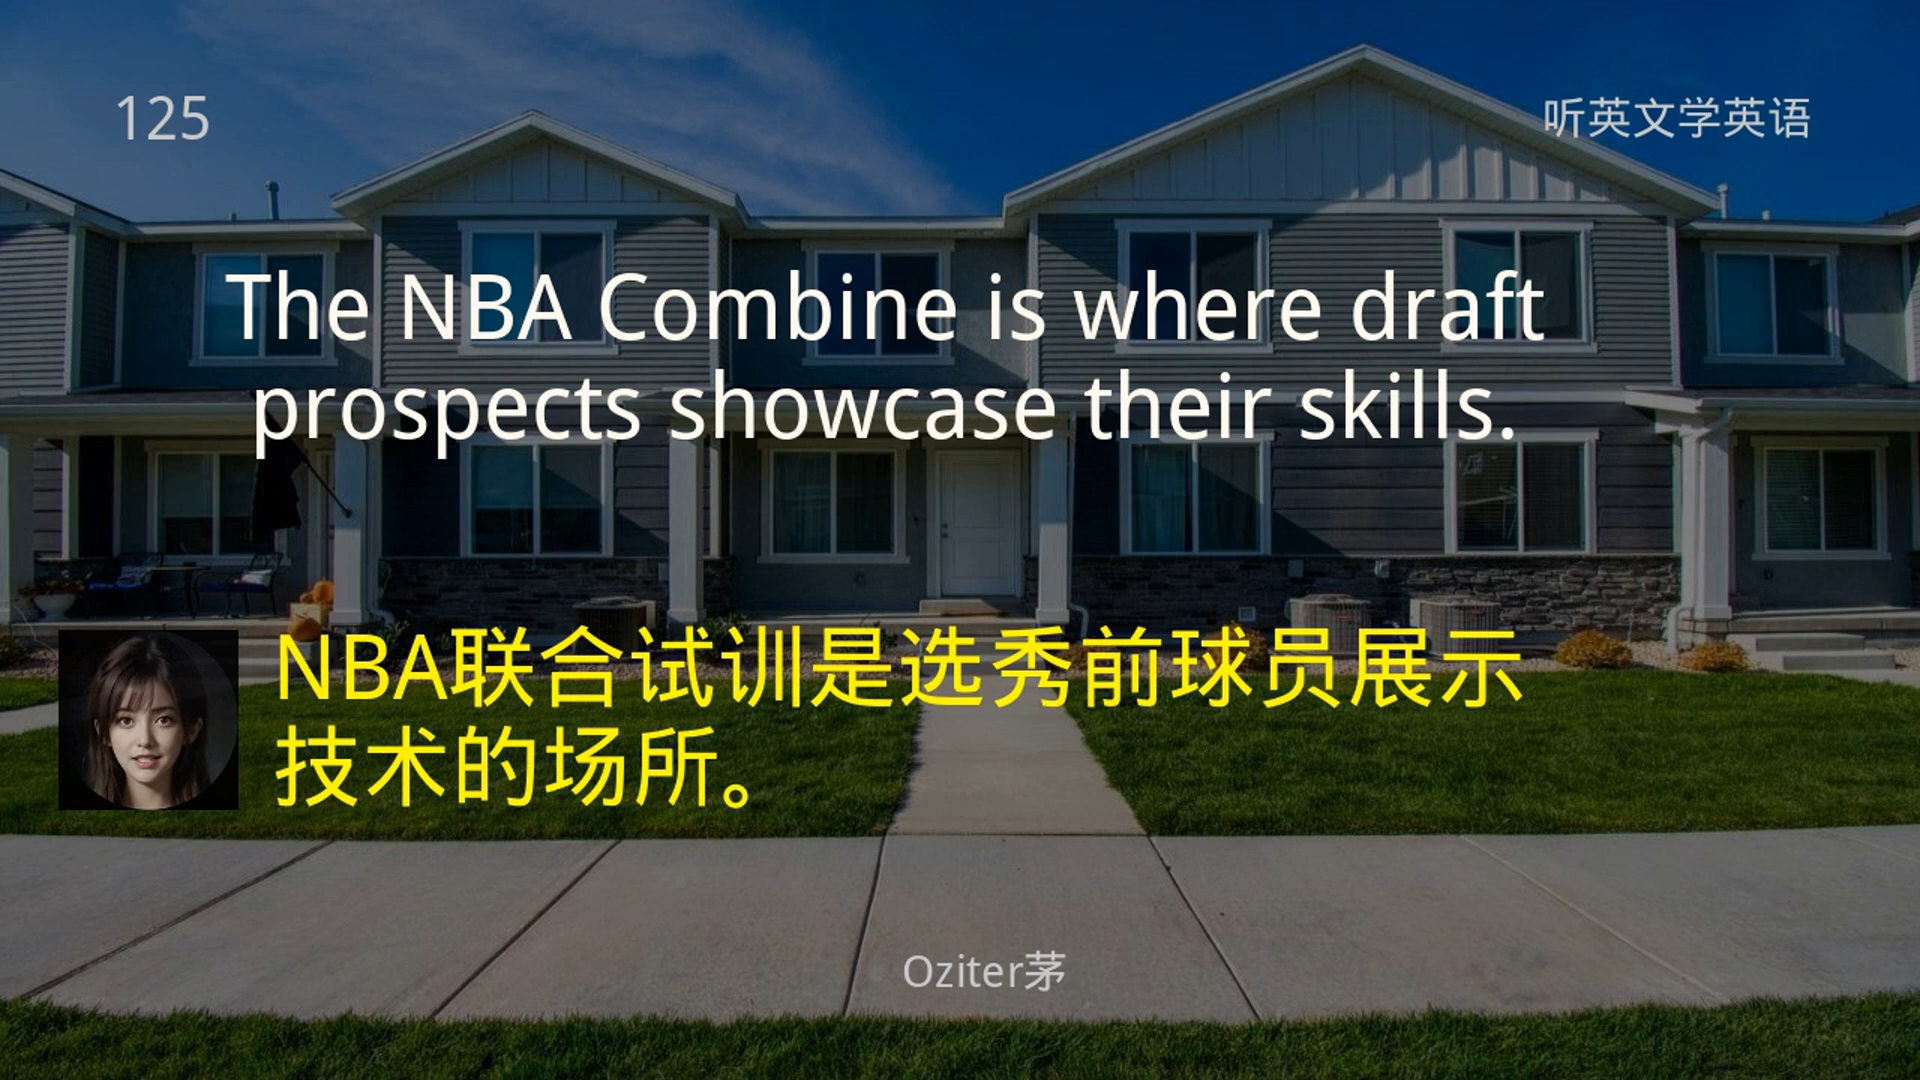 125
听英文学英语
The NBA Combine is where draft
prospects showcase their skills.
NBA联合试训是选秀前球员展示
技术的场所。
Oziter茅